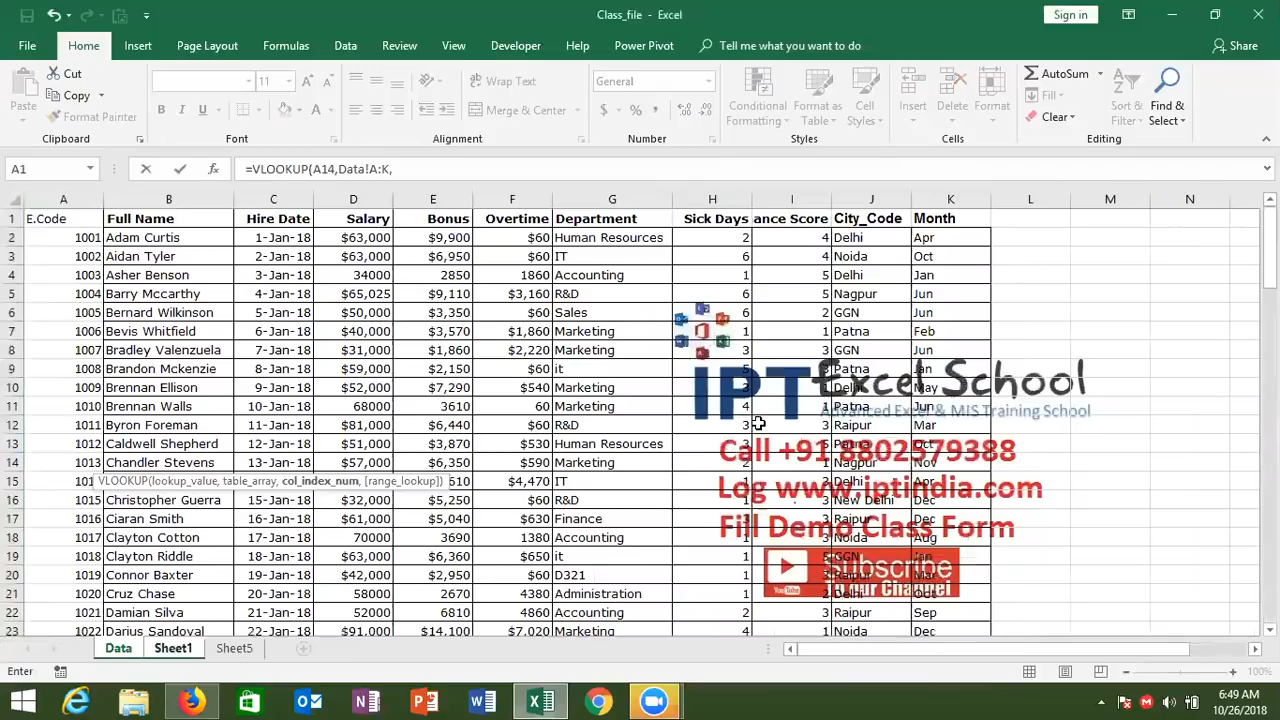 Class_file - Excel
Sign in
File Home Insert Page Layout Formulas Data Review View Developer Help Power Pivot Tell me what you want to do Share
Paste Cut Copy Format Painter Clipboard
11 B I U A Font
Wrap Text Merge & Center Alignment
General $ % , Number
Conditional Formatting Format as Table Cell Styles Styles
Insert Delete Format Cells
AutoSum Fill Clear Sort & Filter Find & Select Editing
A1 fx =VLOOKUP(A14,Data!A:K,
A B C D E F G H I J K L M N
1 E.Code Full Name Hire Date Salary Bonus Overtime Department Sick Days ance Score City_Code Month
2 1001 Adam Curtis 1-Jan-18 $63,000 $9,900 $60 Human Resources 2 4 Delhi Apr
3 1002 Aidan Tyler 2-Jan-18 $63,000 $6,950 $60 IT 6 4 Noida Oct
4 1003 Asher Benson 3-Jan-18 34000 2850 1860 Accounting 1 5 Delhi Jan
5 1004 Barry Mccarthy 4-Jan-18 $65,025 $9,110 $3,160 R&D 6 5 Nagpur Jun
6 1005 Bernard Wilkinson 5-Jan-18 $50,000 $3,350 $60 Sales 6 2 GGN Jun
7 1006 Bevis Whitfield 6-Jan-18 $40,000 $3,570 $1,860 Marketing 1 1 Patna Feb
8 1007 Bradley Valenzuela 7-Jan-18 $31,000 $1,860 $2,220 Marketing 3 3 GGN Jun
9 1008 Brandon Mckenzie 8-Jan-18 $59,000 $2,150 $60 it 5 3 Patna Jan
10 1009 Brennan Ellison 9-Jan-18 $52,000 $7,290 $540 Marketing 3 Delhi May
11 1010 Brennan Walls 10-Jan-18 68000 3610 60 Marketing 4 1 Patna Jun
12 1011 Byron Foreman 11-Jan-18 $81,000 $6,440 $60 R&D 3 3 Raipur Mar
13 1012 Caldwell Shepherd 12-Jan-18 $51,000 $3,870 $530 Human Resources 3 5 Patna Oct
14 1013 Chandler Stevens 13-Jan-18 $57,000 $6,350 $590 Marketing 2 1 Nagpur Nov
15 101 VLOOKUP(lookup_value, table_array, col_index_num, [range_lookup]) 510 $4,470 IT 1 2 Delhi Dec
16 1015 Christopher Guerra 15-Jan-18 $32,000 $5,250 $60 R&D 1 3 New Delhi Dec
17 1016 Ciaran Smith 16-Jan-18 $61,000 $5,040 $630 Finance 3 3 Raipur Dec
18 1017 Clayton Cotton 17-Jan-18 70000 3690 1380 Accounting 1 3 Noida Aug
19 1018 Clayton Riddle 18-Jan-18 $63,000 $6,360 $650 it 1 5 GGN Jan
20 1019 Connor Baxter 19-Jan-18 $42,000 $2,950 $60 D321 1 3 Raipur Mar
21 1020 Cruz Chase 20-Jan-18 58000 2670 4380 Administration 1 2 Delhi Oct
22 1021 Damian Silva 21-Jan-18 52000 6810 4860 Accounting 2 3 Raipur Sep
23 1022 Darius Sandoval 22-Jan-18 $91,000 $14,100 $7,020 Marketing 4 1 Noida Dec
IPT Excel School
Advanced Excel & MIS Training School
Call +91 8802579388
Log www.iptindia.com
Fill Demo Class Form
YouTube Subscribe
To our Channel
Data Sheet1 Sheet5
Enter 100%
6:49 AM
10/26/2018